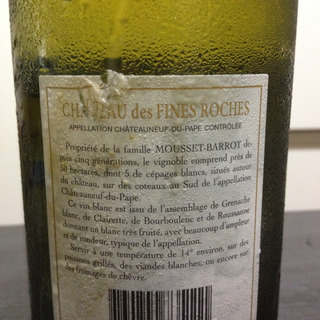 CHATEAU des FINES ROCHES
APPELLATION CHÂTEAUNEUF-DU-PAPE CONTRÔLÉE
Propriété de la famille MOUSSET-BARROT de-
puis cinq générations, le vignoble comprend près de
50 hectares, dont 5 de cépages blancs, situés autour
du château, sur des coteaux au Sud de l'appellation
Châteauneuf-du-Pape.
Ce vin blanc est issu de l'assemblage de Grenache
blanc, de Clairette, de Bourboulenc et de Roussanne
donnant un blanc très fruité, avec beaucoup d'ampleur
et de rondeur, typique de l'appellation.
Servir à une température de 14° environ, sur des
poissons grillés, des viandes blanches, ou encore sur
des fromages de chèvre.